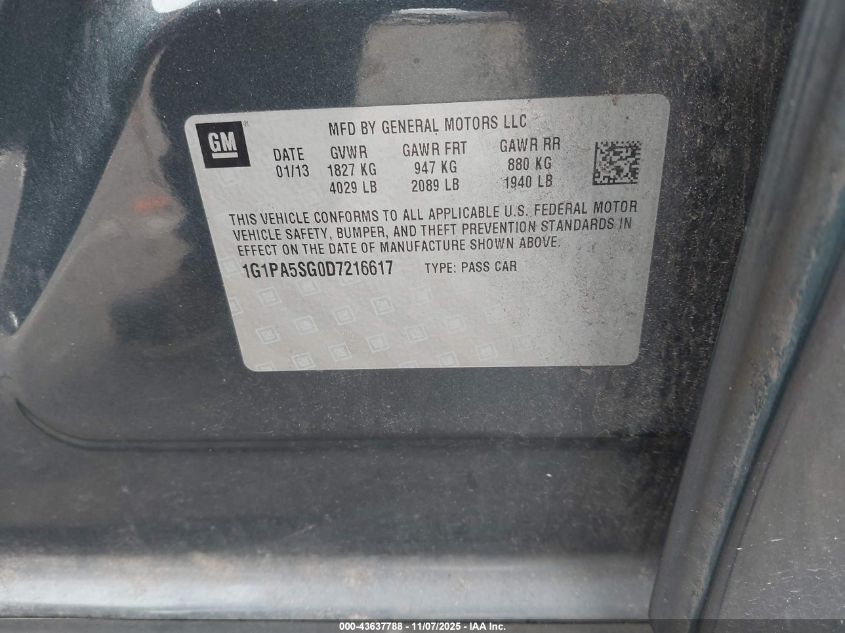 GM
MFD BY GENERAL MOTORS LLC
DATE GVWR GAWR FRT GAWR RR
01/13 1827 KG 947 KG 880 KG
4029 LB 2089 LB 1940 LB
THIS VEHICLE CONFORMS TO ALL APPLICABLE U.S. FEDERAL MOTOR
VEHICLE SAFETY, BUMPER, AND THEFT PREVENTION STANDARDS IN
EFFECT ON THE DATE OF MANUFACTURE SHOWN ABOVE.
1G1PA5SG0D7216617 TYPE: PASS CAR
000-43637788 - 11/07/2025 - IAA Inc.